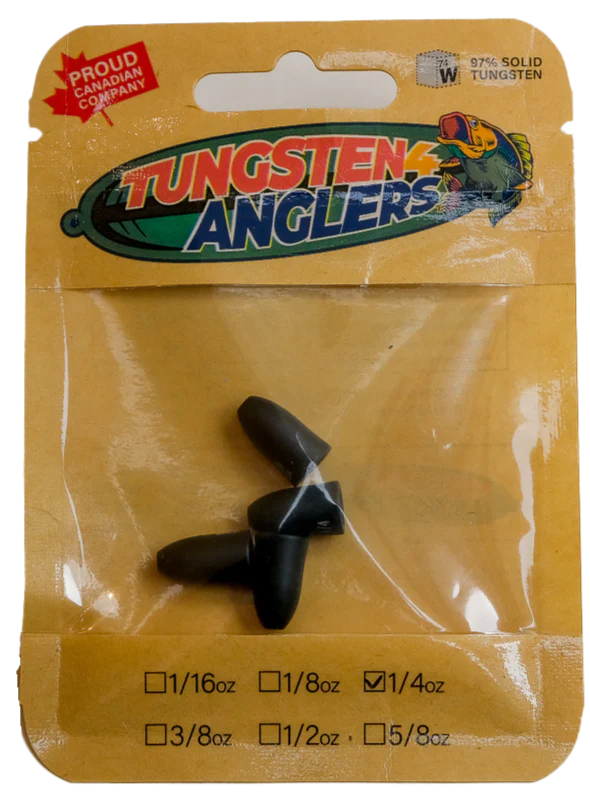 PROUD
CANADIAN
COMPANY
74
W
97% SOLID
TUNGSTEN
TUNGSTEN4
ANGLERS
☐1/16oz ☐1/8oz ☑1/4oz
☐3/8oz ☐1/2oz ☐5/8oz